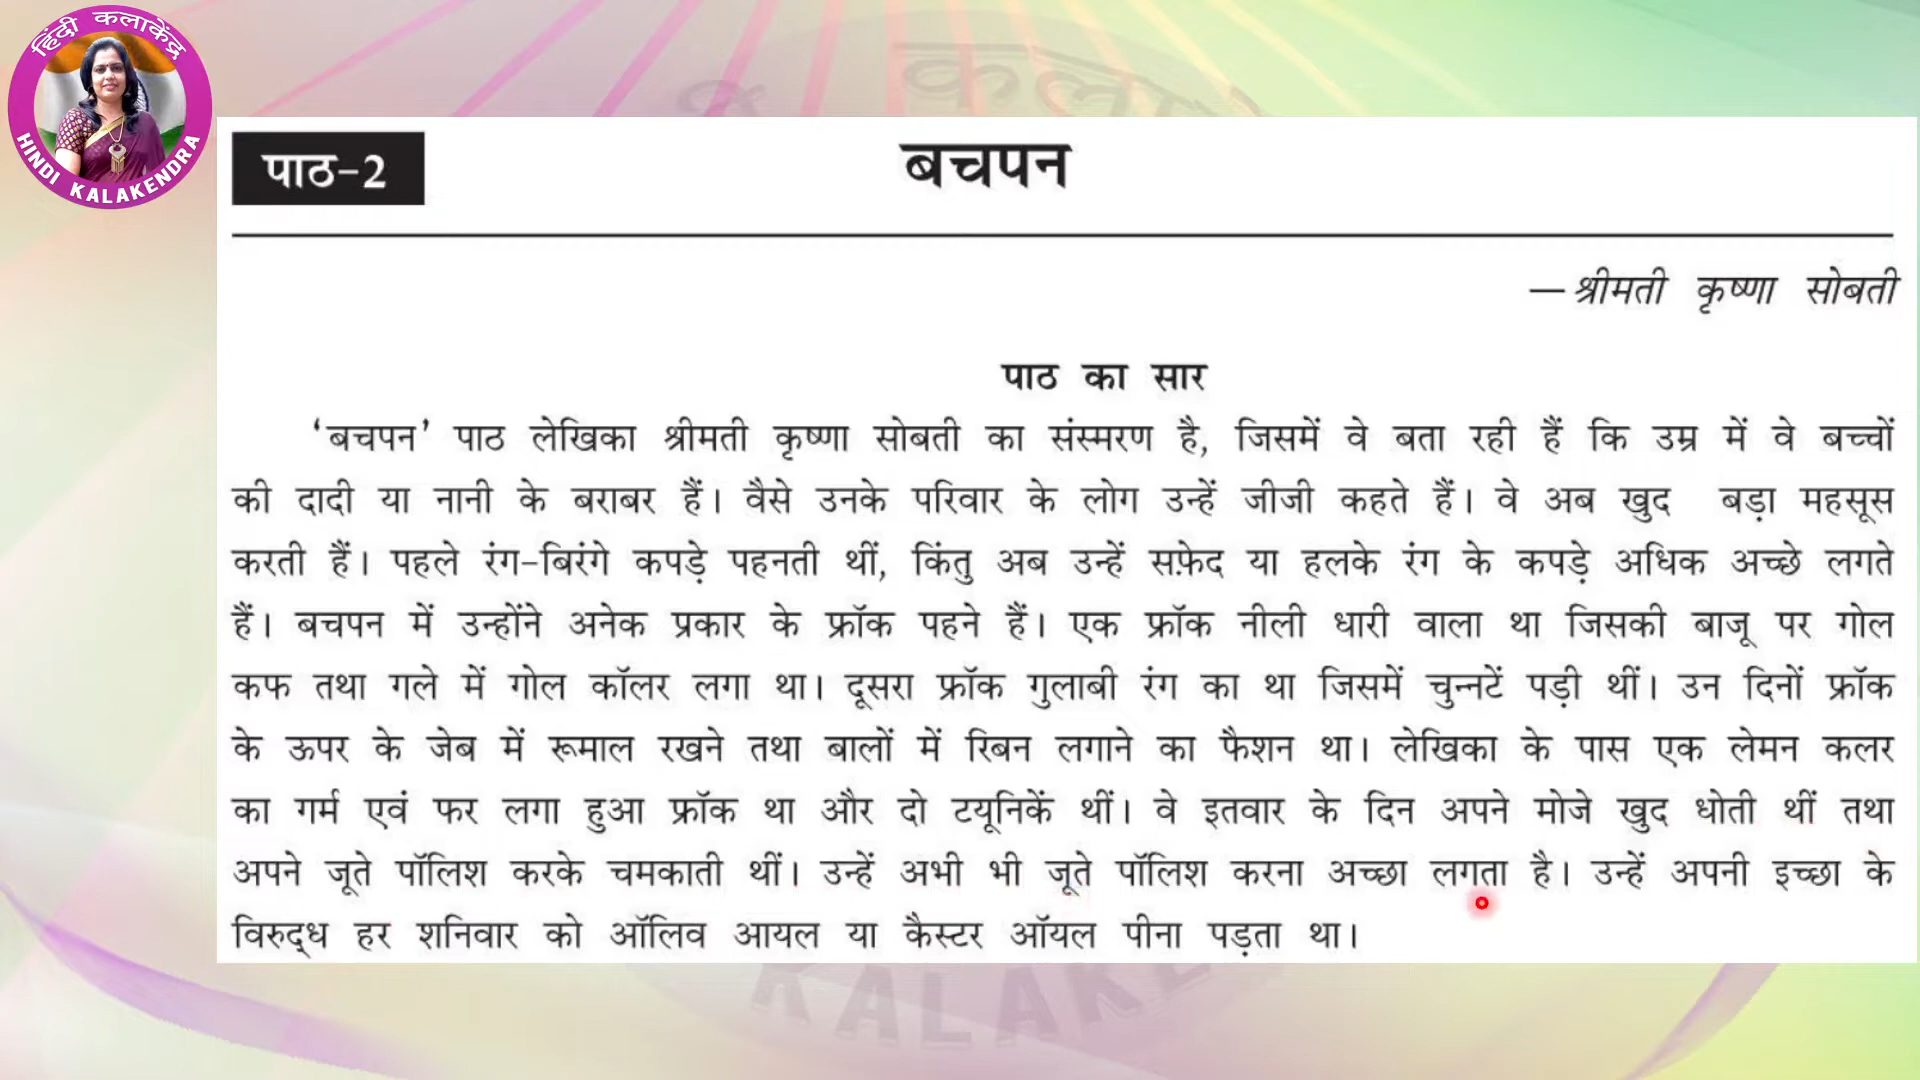 हिंदी कलाकेंद्र
HINDI KALAKENDRA
पाठ-2
बचपन
—श्रीमती कृष्णा सोबती
पाठ का सार
‘बचपन’ पाठ लेखिका श्रीमती कृष्णा सोबती का संस्मरण है, जिसमें वे बता रही हैं कि उम्र में वे बच्चों
की दादी या नानी के बराबर हैं। वैसे उनके परिवार के लोग उन्हें जीजी कहते हैं। वे अब खुद बड़ा महसूस
करती हैं। पहले रंग-बिरंगे कपड़े पहनती थीं, किंतु अब उन्हें सफ़ेद या हलके रंग के कपड़े अधिक अच्छे लगते
हैं। बचपन में उन्होंने अनेक प्रकार के फ्रॉक पहने हैं। एक फ्रॉक नीली धारी वाला था जिसकी बाजू पर गोल
कफ तथा गले में गोल कॉलर लगा था। दूसरा फ्रॉक गुलाबी रंग का था जिसमें चुन्नटें पड़ी थीं। उन दिनों फ्रॉक
के ऊपर के जेब में रूमाल रखने तथा बालों में रिबन लगाने का फैशन था। लेखिका के पास एक लेमन कलर
का गर्म एवं फर लगा हुआ फ्रॉक था और दो टयूनिकें थीं। वे इतवार के दिन अपने मोजे खुद धोती थीं तथा
अपने जूते पॉलिश करके चमकाती थीं। उन्हें अभी भी जूते पॉलिश करना अच्छा लगता है। उन्हें अपनी इच्छा के
विरुद्ध हर शनिवार को ऑलिव आयल या कैस्टर ऑयल पीना पड़ता था।